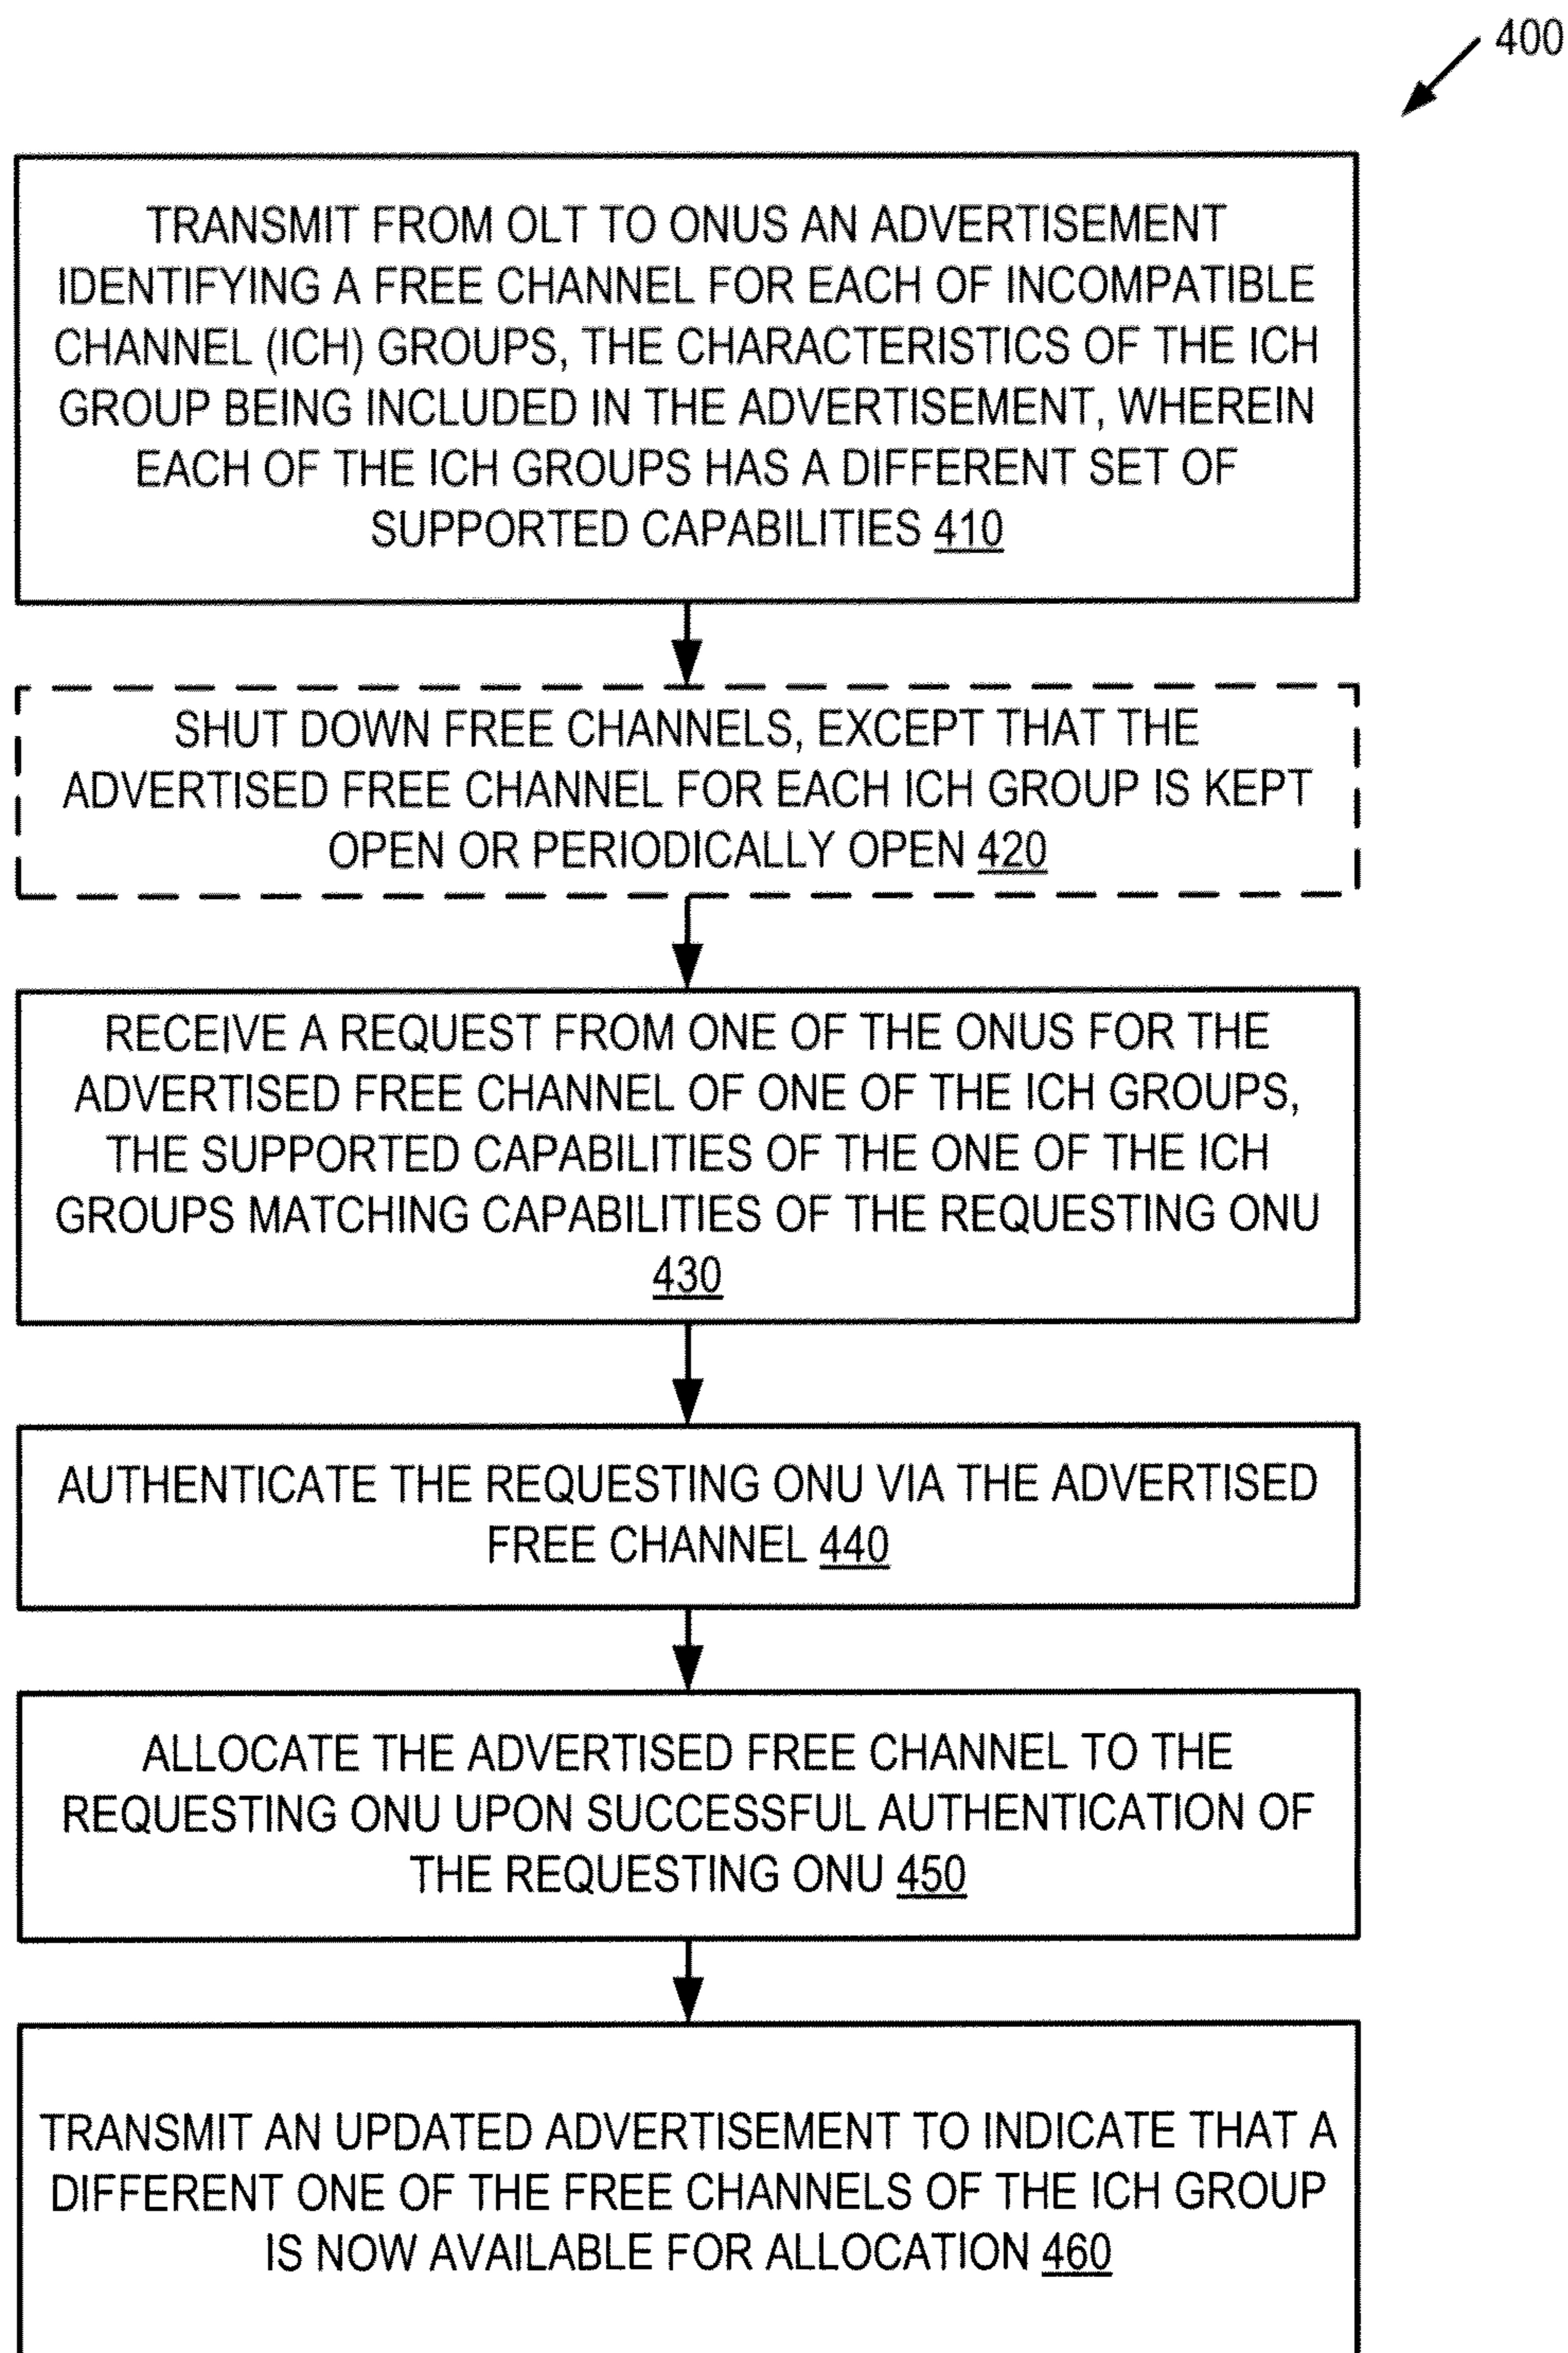 400
TRANSMIT FROM OLT TO ONUS AN ADVERTISEMENT
IDENTIFYING A FREE CHANNEL FOR EACH OF INCOMPATIBLE
CHANNEL (ICH) GROUPS, THE CHARACTERISTICS OF THE ICH
GROUP BEING INCLUDED IN THE ADVERTISEMENT, WHEREIN
EACH OF THE ICH GROUPS HAS A DIFFERENT SET OF
SUPPORTED CAPABILITIES 410
SHUT DOWN FREE CHANNELS, EXCEPT THAT THE
ADVERTISED FREE CHANNEL FOR EACH ICH GROUP IS KEPT
OPEN OR PERIODICALLY OPEN 420
RECEIVE A REQUEST FROM ONE OF THE ONUS FOR THE
ADVERTISED FREE CHANNEL OF ONE OF THE ICH GROUPS,
THE SUPPORTED CAPABILITIES OF THE ONE OF THE ICH
GROUPS MATCHING CAPABILITIES OF THE REQUESTING ONU
430
AUTHENTICATE THE REQUESTING ONU VIA THE ADVERTISED
FREE CHANNEL 440
ALLOCATE THE ADVERTISED FREE CHANNEL TO THE
REQUESTING ONU UPON SUCCESSFUL AUTHENTICATION OF
THE REQUESTING ONU 450
TRANSMIT AN UPDATED ADVERTISEMENT TO INDICATE THAT A
DIFFERENT ONE OF THE FREE CHANNELS OF THE ICH GROUP
IS NOW AVAILABLE FOR ALLOCATION 460